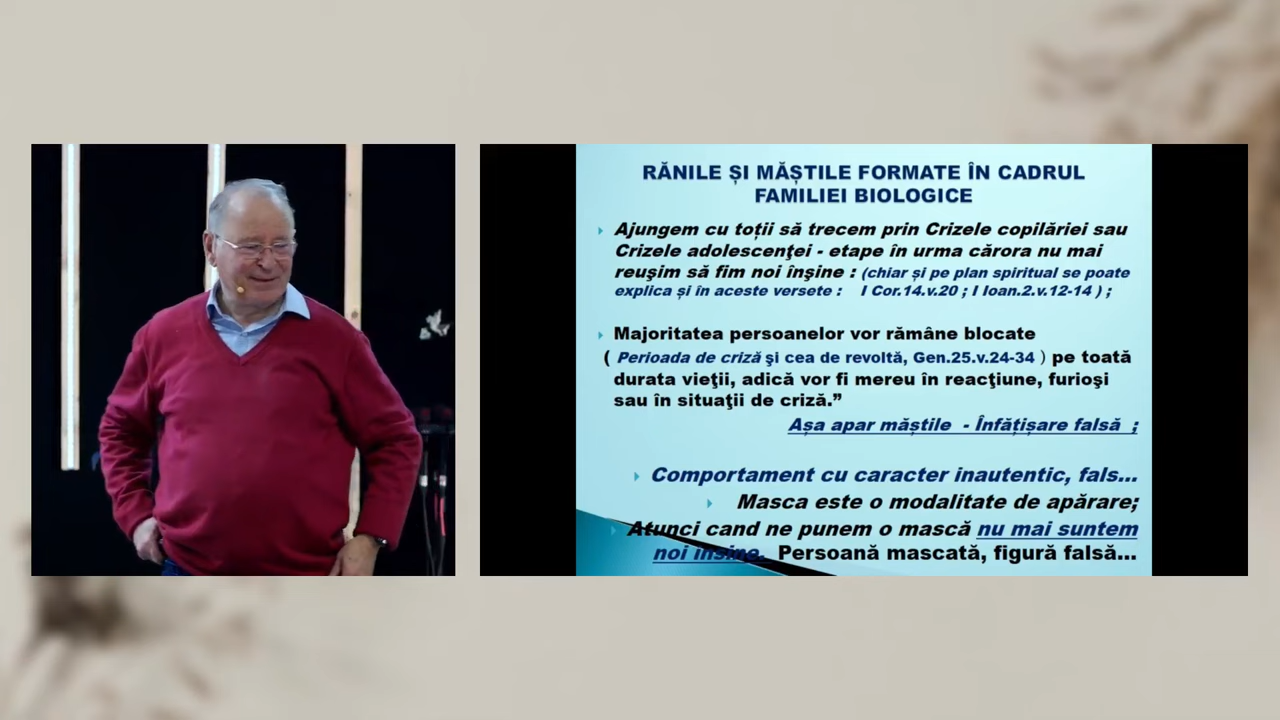 RĂNILE ȘI MĂȘTILE FORMATE ÎN CADRUL
FAMILIEI BIOLOGICE
Ajungem cu toții să trecem prin Crizele copilăriei sau
Crizele adolescenţei - etape în urma cărora nu mai
reuşim să fim noi înşine : (chiar și pe plan spiritual se poate
explica și în aceste versete : I Cor.14.v.20 ; I Ioan.2.v.12-14 ) ;
Majoritatea persoanelor vor rămâne blocate
( Perioada de criză şi cea de revoltă, Gen.25.v.24-34 ) pe toată
durata vieţii, adică vor fi mereu în reacţiune, furioşi
sau în situaţii de criză.”
Așa apar măștile - Înfățișare falsă ;
Comportament cu caracter inautentic, fals...
Masca este o modalitate de apărare;
Atunci cand ne punem o mască nu mai suntem
noi insine. Persoană mascată, figură falsă...